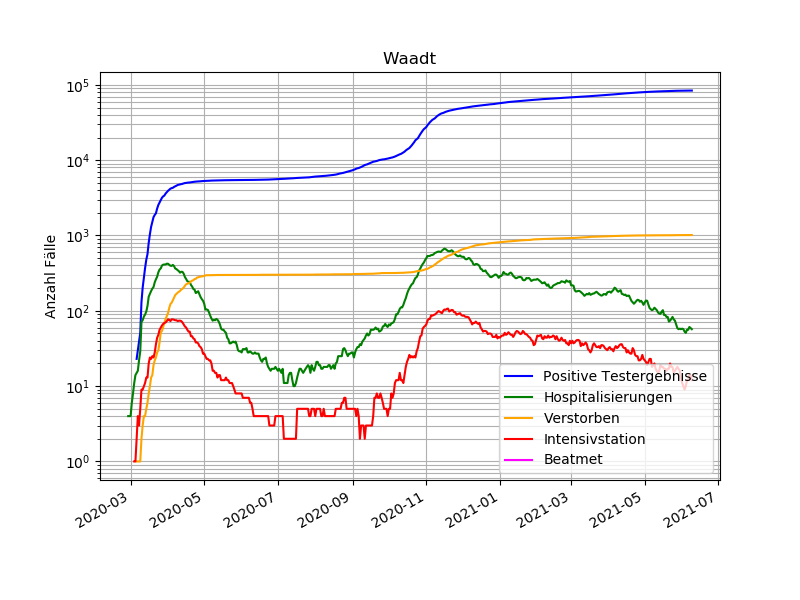 Waadt
Anzahl Fälle
10^5
10^4
10^3
10^2
10^1
10^0
Positive Testergebnisse
Hospitalisierungen
Verstorben
Intensivstation
Beatmet
2020-03
2020-05
2020-07
2020-09
2020-11
2021-01
2021-03
2021-05
2021-07